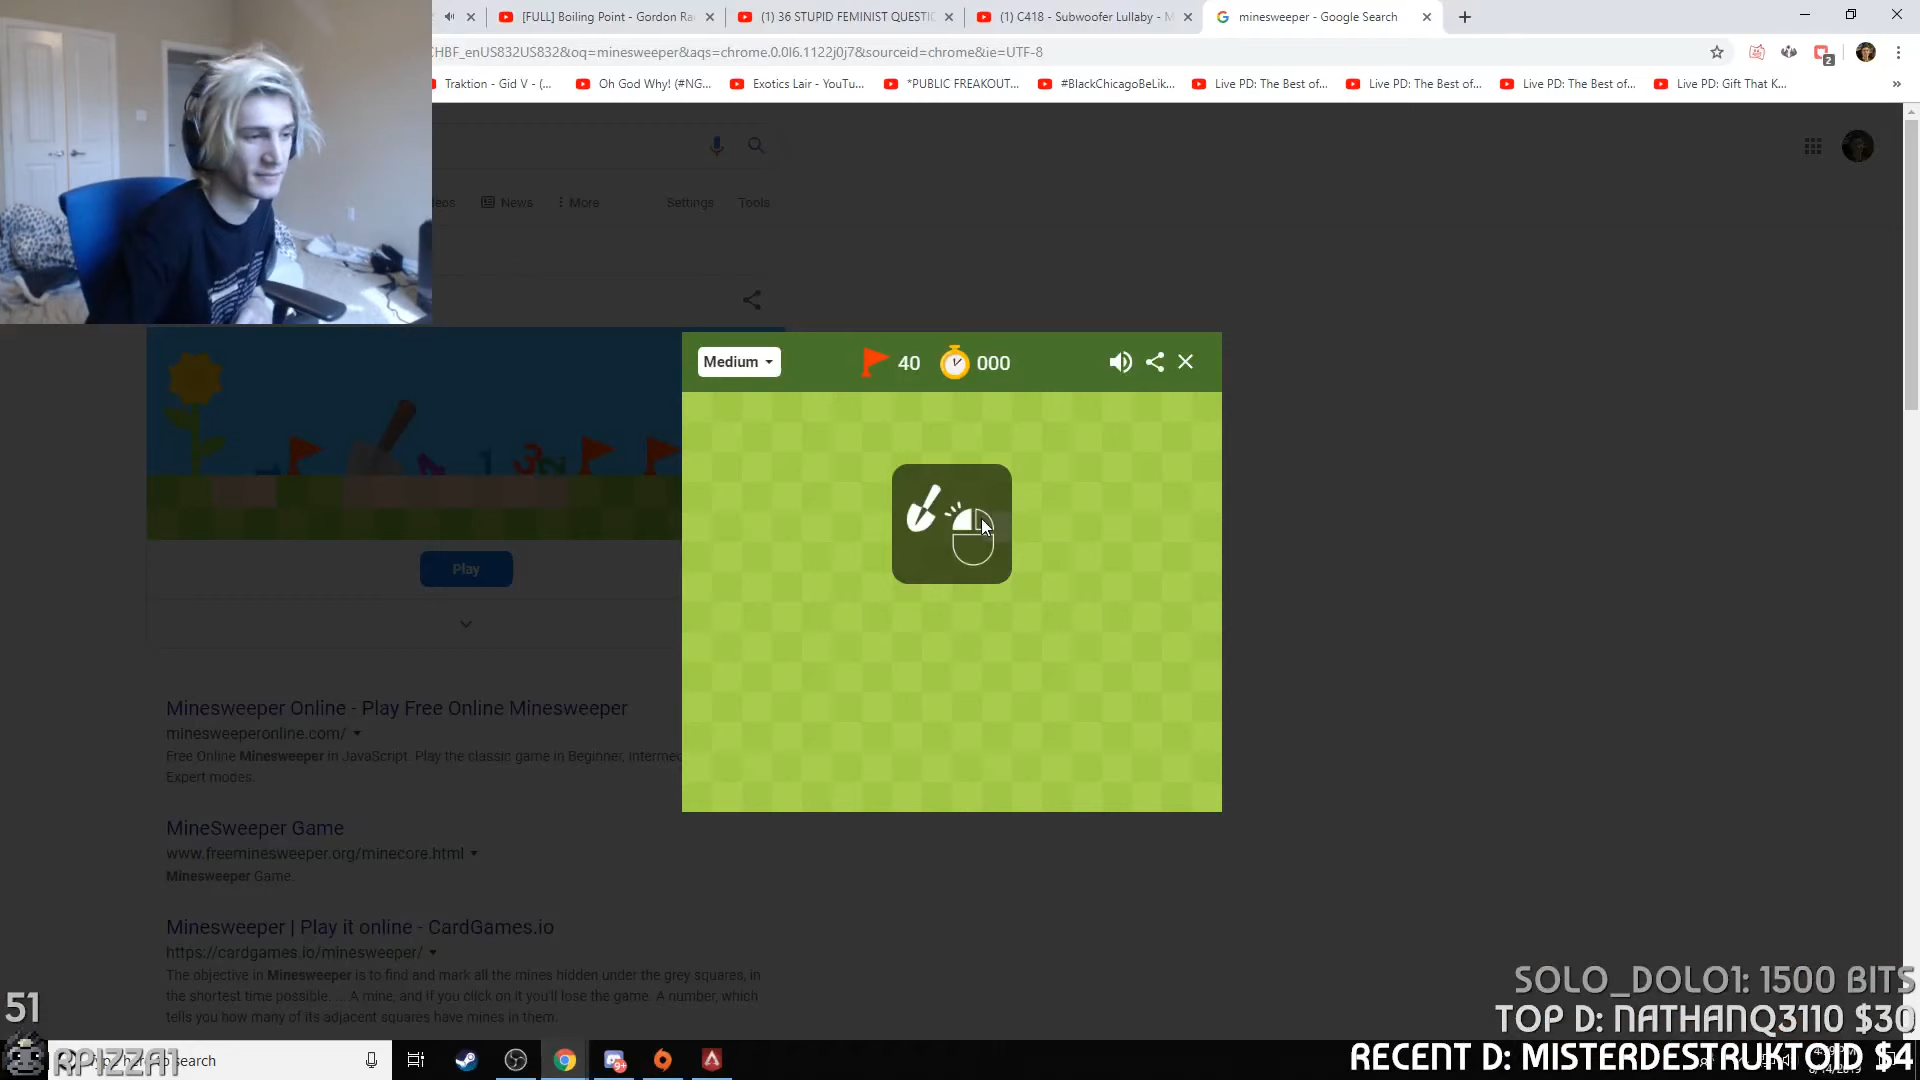 [FULL] Boiling Point - Gordon Ra
(1) 36 STUPID FEMINIST QUESTIC
(1) C418 - Subwoofer Lullaby - M
minesweeper - Google Search
CHBF_enUS832US832&oq=minesweeper&aqs=chrome.0.0l6.1122j0j7&sourceid=chrome&ie=UTF-8
2
Traktion - Gid V - (...
Oh God Why! (#NG...
Exotics Lair - YouTu...
*PUBLIC FREAKOUT...
#BlackChicagoBeLik...
Live PD: The Best of...
Live PD: The Best of...
Live PD: The Best of...
Live PD: Gift That K...
»
eos
News
More
Settings
Tools
Medium
40
000
Play
Minesweeper Online - Play Free Online Minesweeper
minesweeperonline.com/
Free Online Minesweeper in JavaScript. Play the classic game in Beginner, Intermed
Expert modes.
MineSweeper Game
www.freeminesweeper.org/minecore.html
Minesweeper Game.
Minesweeper | Play it online - CardGames.io
https://cardgames.io/minesweeper/
The objective in Minesweeper is to find and mark all the mines hidden under the grey squares, in
the shortest time possible. ... A mine, and if you click on it you'll lose the game. A number, which
tells you how many of its adjacent squares have mines in them.
51
SOLO_DOLO1: 1500 BITS
TOP D: NATHANQ3110 $30
RPIZZA1
search
9+
RECENT D: MISTERDESTRUKTOID $4